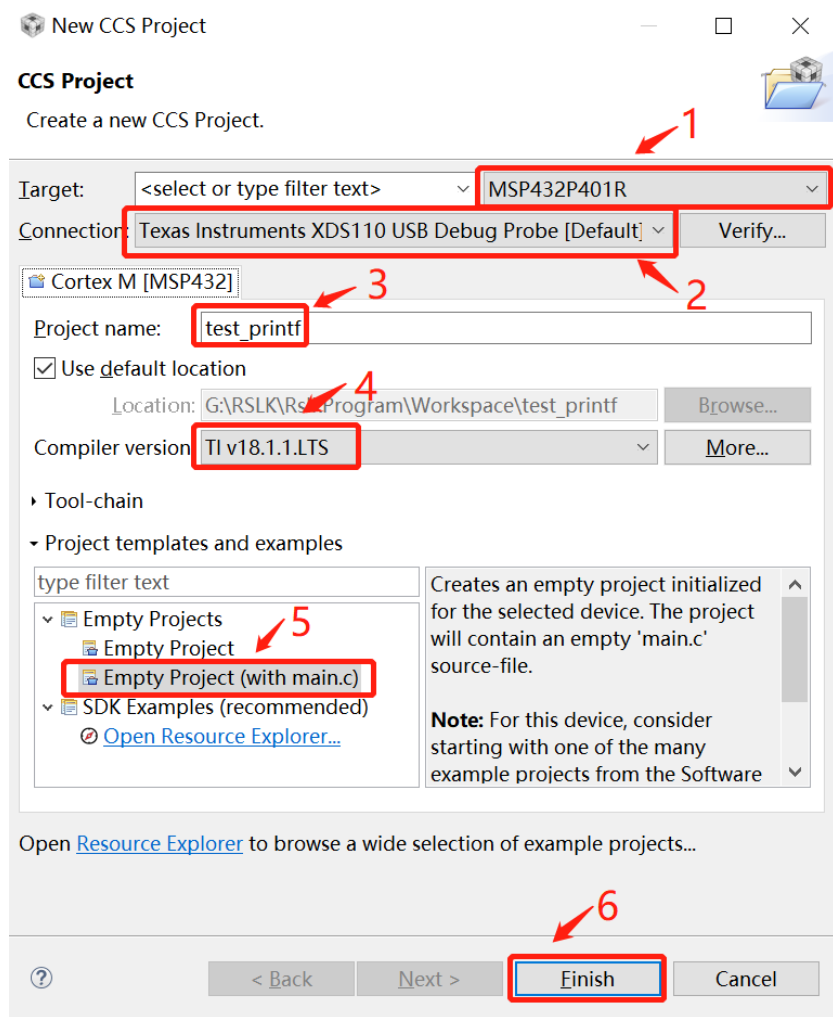 New CCS Project
CCS Project
Create a new CCS Project.
1
Target: <select or type filter text> MSP432P401R
Connection: Texas Instruments XDS110 USB Debug Probe [Default] Verify...
2
Cortex M [MSP432]
3
Project name: test_printf
Use default location
4
Location: G:\RSLK\Rs Program\Workspace\test_printf Browse...
Compiler version TI v18.1.1.LTS More...
Tool-chain
Project templates and examples
type filter text
Empty Projects
5
Empty Project
Empty Project (with main.c)
SDK Examples (recommended)
Open Resource Explorer...
Creates an empty project initialized
for the selected device. The project
will contain an empty 'main.c'
source-file.
Note: For this device, consider
starting with one of the many
example projects from the Software
Open Resource Explorer to browse a wide selection of example projects...
6
? < Back Next > Finish Cancel